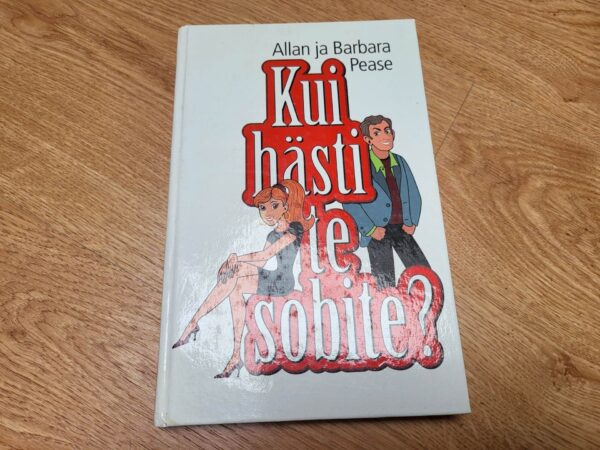 Allan ja Barbara
Pease
Kui
hästi
te
sobite?